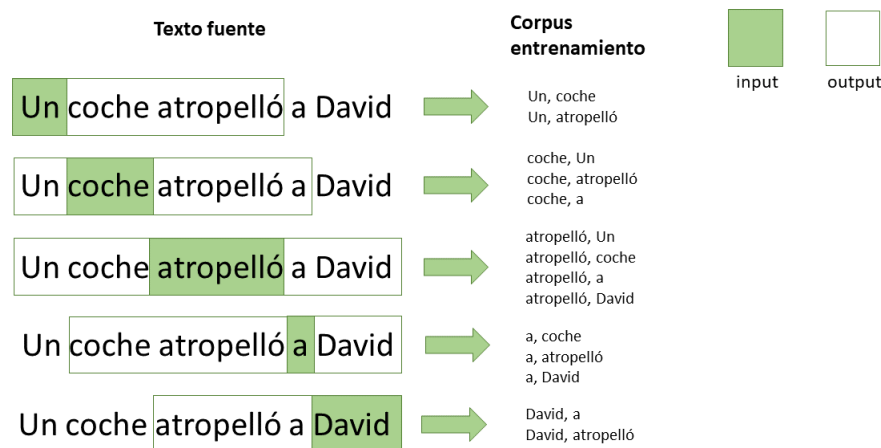 Texto fuente
Corpus
entrenamiento
input
output
Un coche atropelló a David
Un, coche
Un, atropelló
Un coche atropelló a David
coche, Un
coche, atropelló
coche, a
Un coche atropelló a David
atropelló, Un
atropelló, coche
atropelló, a
atropelló, David
Un coche atropelló a David
a, coche
a, atropelló
a, David
Un coche atropelló a David
David, a
David, atropelló